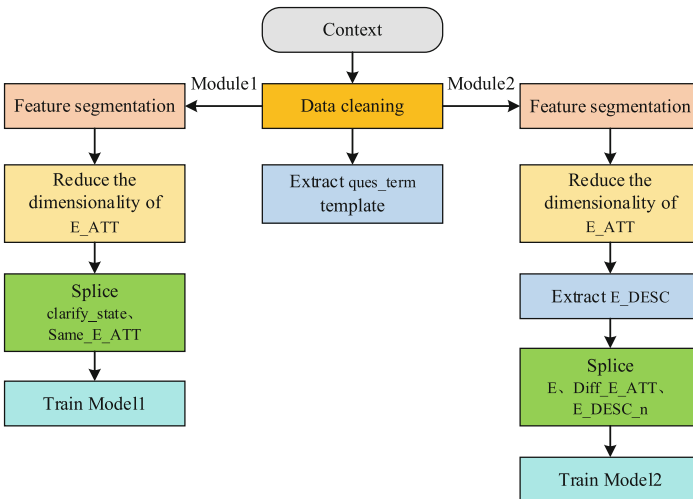 Context
Module1
Module2
Feature segmentation
Data cleaning
Feature segmentation
Reduce the
dimensionality of
E_ATT
Extract ques_term
template
Reduce the
dimensionality of
E_ATT
Splice
clarify_state、
Same_E_ATT
Extract E_DESC
Train Model1
Splice
E、Diff_E_ATT、
E_DESC_n
Train Model2